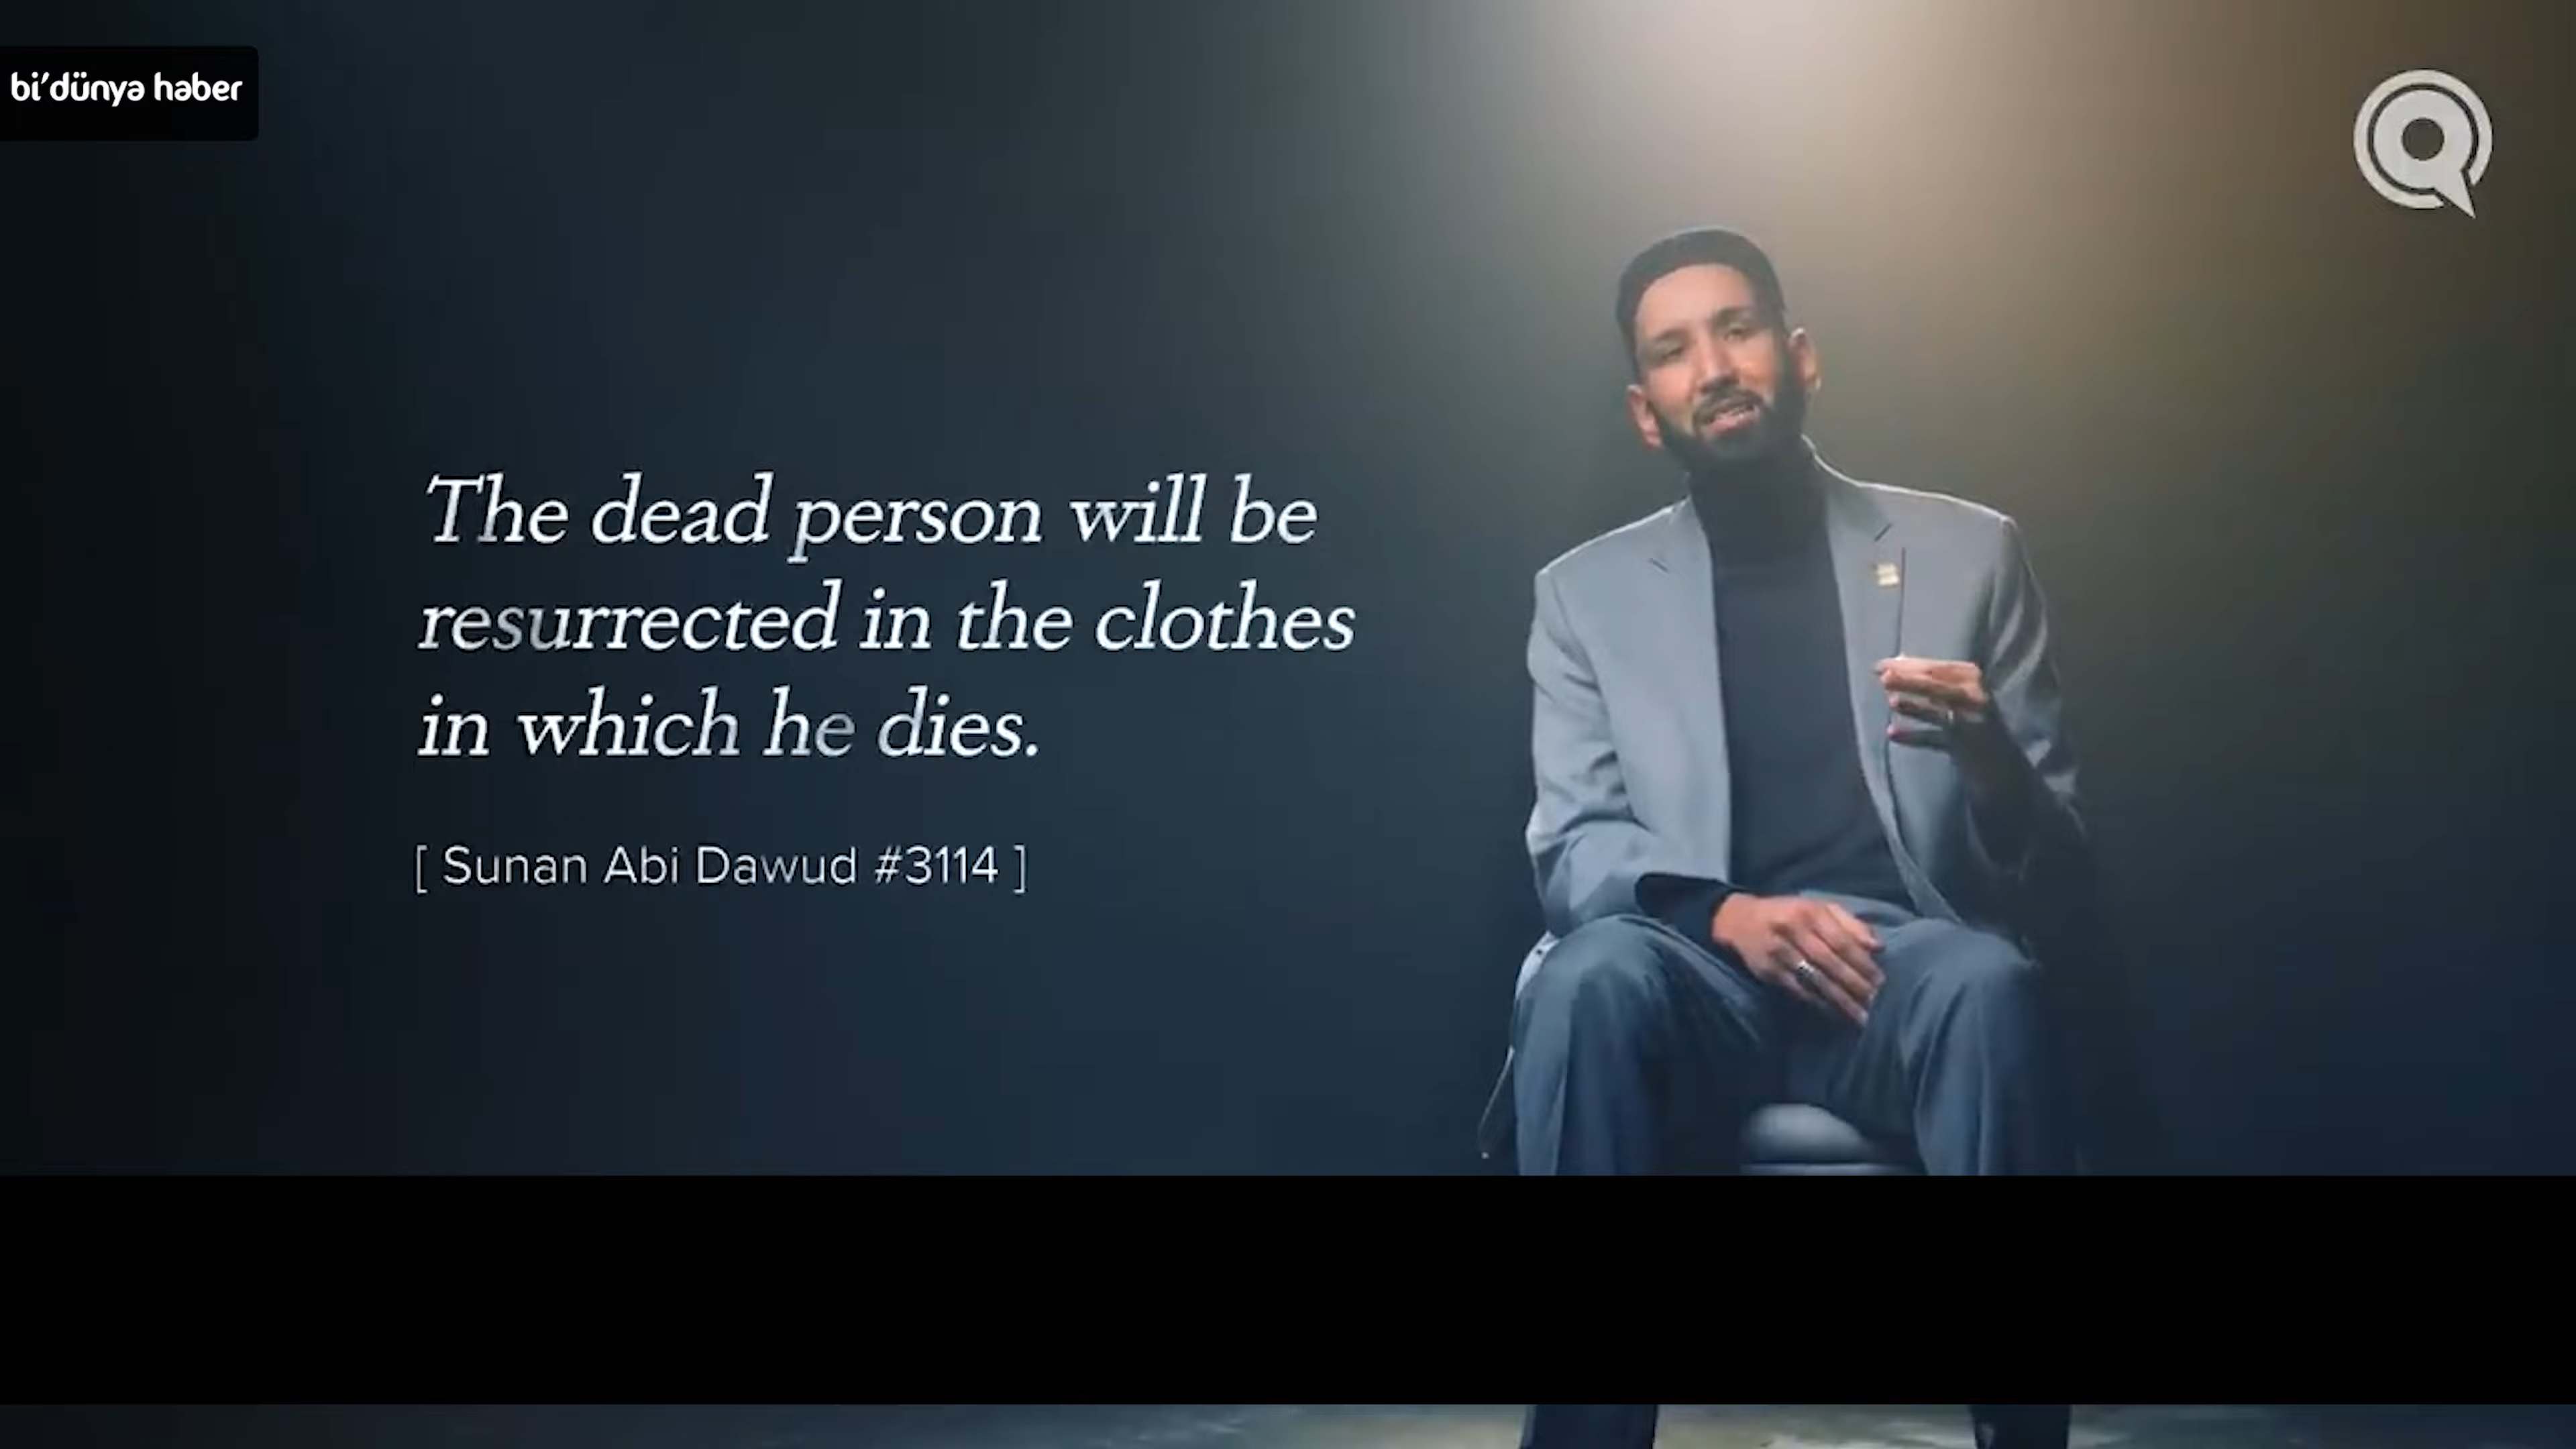 bi'dünya haber
The dead person will be
resurrected in the clothes
in which he dies.
[ Sunan Abi Dawud #3114 ]